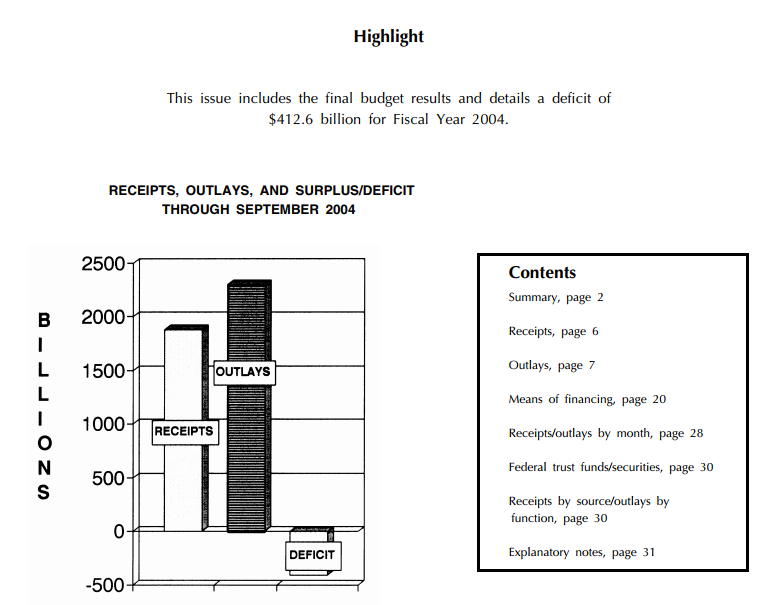 Highlight
This issue includes the final budget results and details a deficit of
$412.6 billion for Fiscal Year 2004.
RECEIPTS, OUTLAYS, AND SURPLUS/DEFICIT
THROUGH SEPTEMBER 2004
BILLIONS
2500
2000
1500
1000
500
0
-500
RECEIPTS
OUTLAYS
DEFICIT
Contents
Summary, page 2
Receipts, page 6
Outlays, page 7
Means of financing, page 20
Receipts/outlays by month, page 28
Federal trust funds/securities, page 30
Receipts by source/outlays by
function, page 30
Explanatory notes, page 31